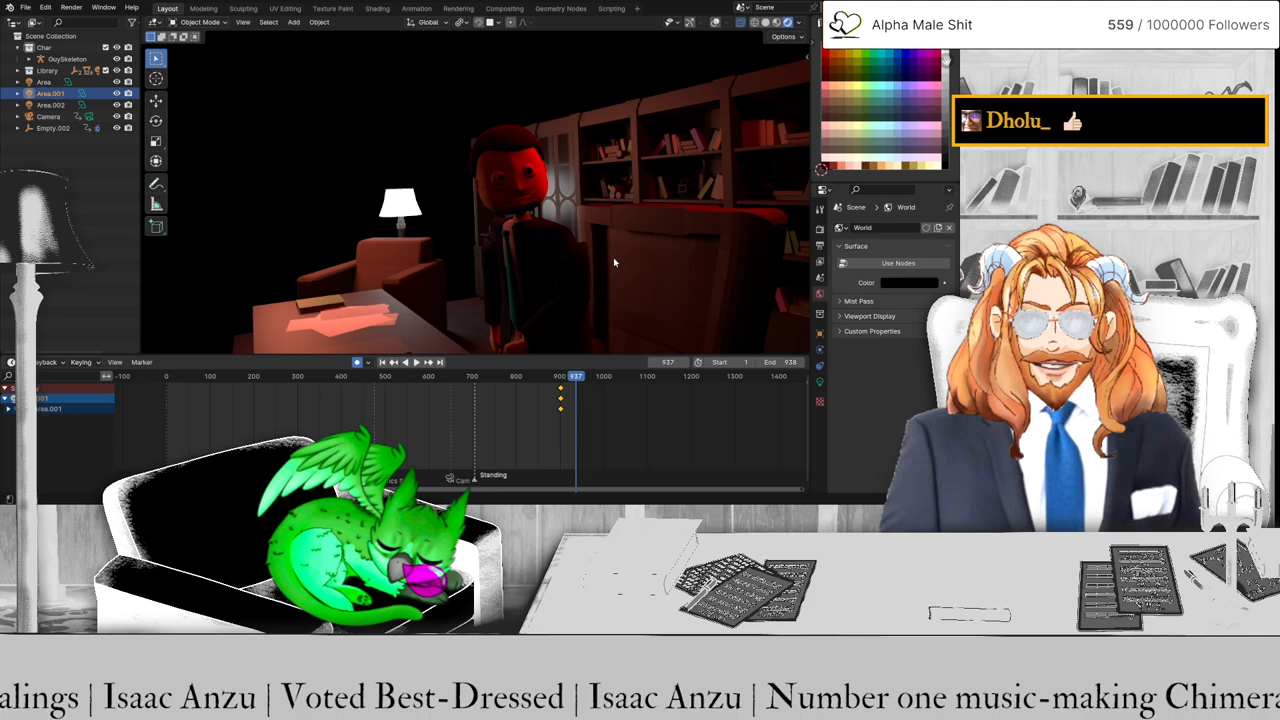 File Edit Render Window Help Layout Modeling Sculpting UV Editing Texture Paint Shading Animation Rendering Compositing Geometry Nodes Scripting Scene
Object Mode View Select Add Object Global
Options
Scene Collection
Char
GuySkeleton
Library
Area
Area.001
Area.002
Camera
Empty.002
Alpha Male Shit 559 / 1000000 Followers
Dholu_
Scene > World
World
Surface
Use Nodes
Color
Mist Pass
Viewport Display
Custom Properties
yback Keying View Marker 937 Start 1 End 938
-100 0 100 200 300 400 500 600 700 800 900 937 1000 1100 1200 1300 1400
001
rea.001
Cam Standing
alings | Isaac Anzu | Voted Best-Dressed | Isaac Anzu | Number one music-making Chimera